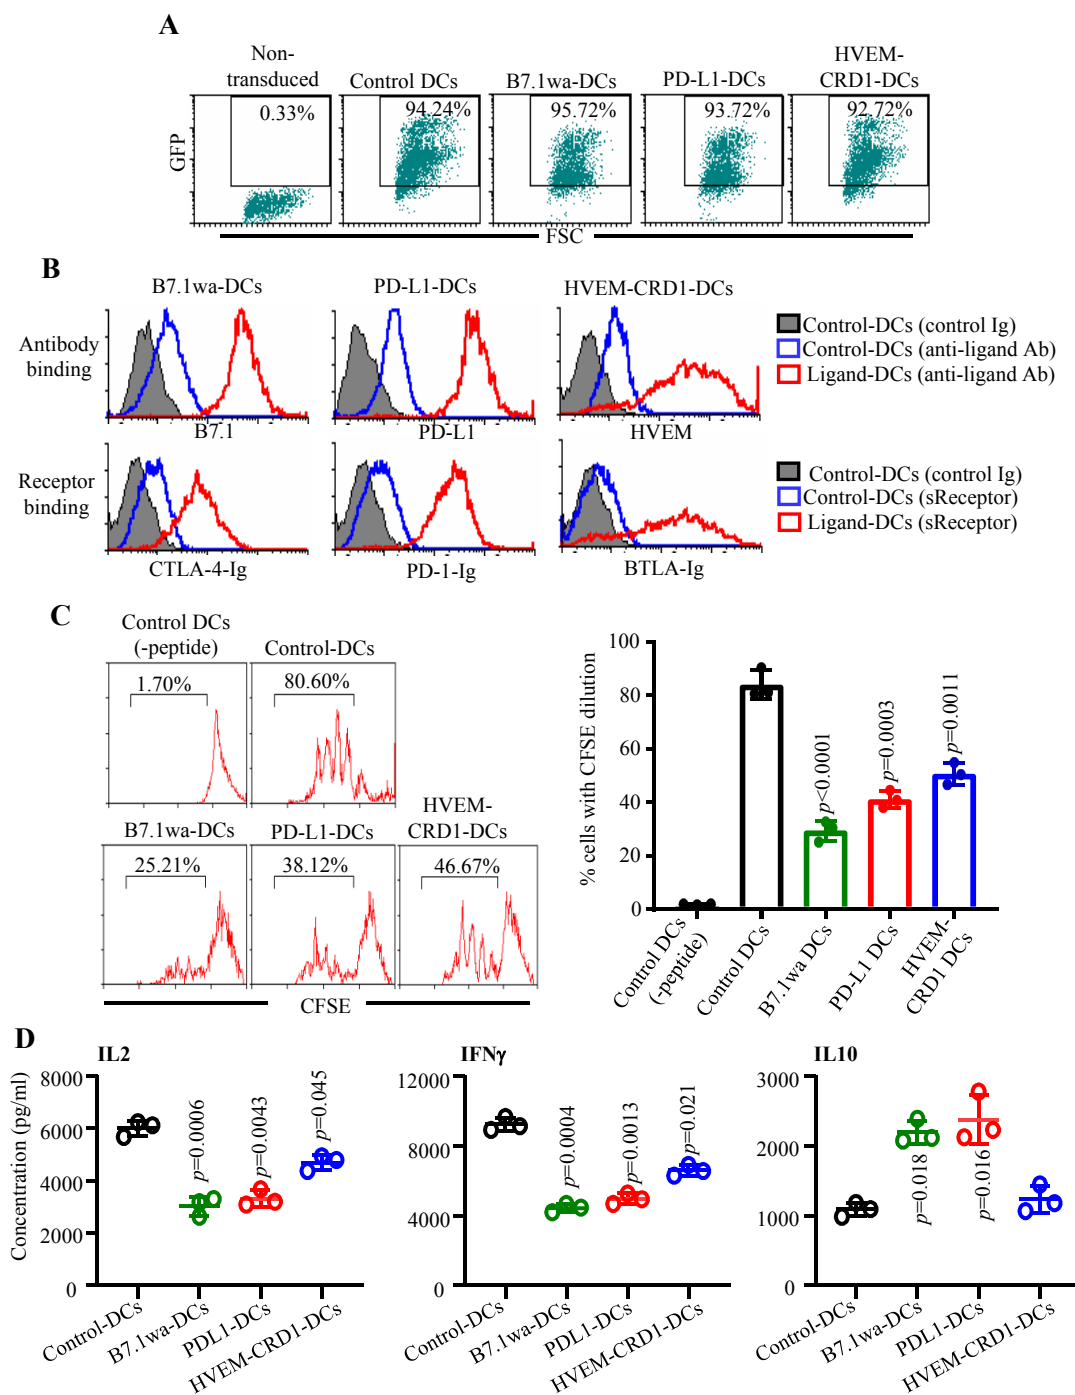 A
Non-
transduced
Control DCs
B7.1wa-DCs
PD-L1-DCs
HVEM-
CRD1-DCs
0.33%
94.24%
95.72%
93.72%
92.72%
GFP
FSC
B
B7.1wa-DCs
PD-L1-DCs
HVEM-CRD1-DCs
Antibody
binding
Control-DCs (control Ig)
Control-DCs (anti-ligand Ab)
Ligand-DCs (anti-ligand Ab)
B7.1
PD-L1
HVEM
Receptor
binding
Control-DCs (control Ig)
Control-DCs (sReceptor)
Ligand-DCs (sReceptor)
CTLA-4-Ig
PD-1-Ig
BTLA-Ig
C
Control DCs
(-peptide)
Control-DCs
1.70%
80.60%
B7.1wa-DCs
PD-L1-DCs
HVEM-
CRD1-DCs
25.21%
38.12%
46.67%
CFSE
% cells with CFSE dilution
100
80
60
40
20
0
p<0.0001
p=0.0003
p=0.0011
Control DCs
(-peptide)
Control DCs
B7.1wa DCs
PD-L1 DCs
HVEM-
CRD1 DCs
D
IL2
Concentration (pg/ml)
8000
6000
4000
2000
0
p=0.0006
p=0.0043
p=0.045
Control-DCs
B7.1wa-DCs
PDL1-DCs
HVEM-CRD1-DCs
IFNγ
12000
8000
4000
0
p=0.0004
p=0.0013
p=0.021
Control-DCs
B7.1wa-DCs
PDL1-DCs
HVEM-CRD1-DCs
IL10
3000
2000
1000
0
p=0.018
p=0.016
Control-DCs
B7.1wa-DCs
PDL1-DCs
HVEM-CRD1-DCs